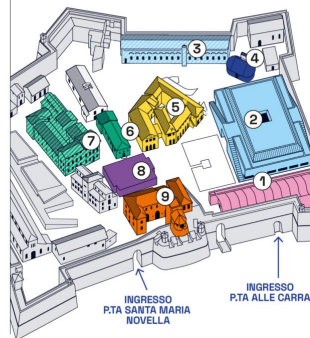 3
4
5
2
6
7
8
1
9
INGRESSO
P.TA SANTA MARIA
NOVELLA
INGRESSO
P.TA ALLE CARRA